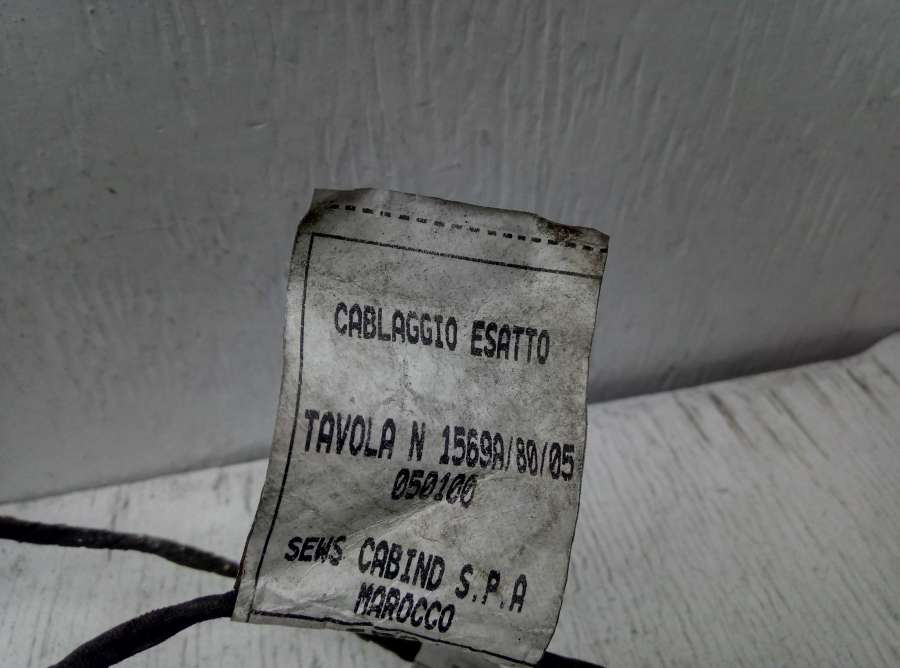 CABLAGGIO ESATTO
TAVOLA N 1569A/80/05
050100
SEWS CABIND S.P.A
MAROCCO